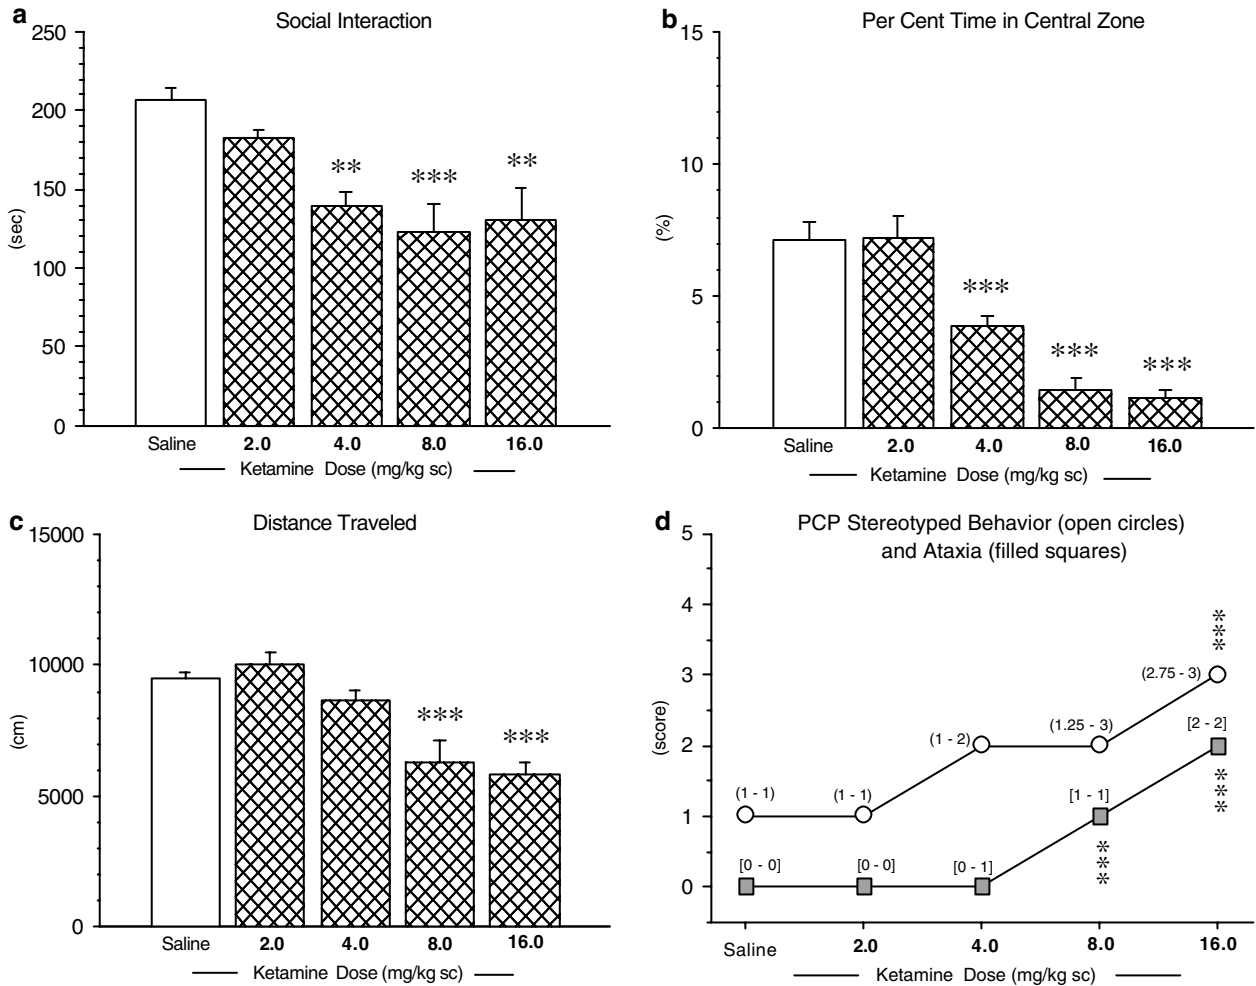 a
Social Interaction
250
200
150
100
50
0
(sec)
**
***
**
Saline 2.0 4.0 8.0 16.0
Ketamine Dose (mg/kg sc)
b
Per Cent Time in Central Zone
15
10
5
0
(%)
***
***
***
Saline 2.0 4.0 8.0 16.0
Ketamine Dose (mg/kg sc)
c
Distance Traveled
15000
10000
5000
0
(cm)
***
***
Saline 2.0 4.0 8.0 16.0
Ketamine Dose (mg/kg sc)
d
PCP Stereotyped Behavior (open circles)
and Ataxia (filled squares)
5
4
3
2
1
0
(score)
(1 - 1) (1 - 1) (1 - 2) (1.25 - 3) (2.75 - 3)
***
[0 - 0] [0 - 0] [0 - 1] [1 - 1] [2 - 2]
***
***
Saline 2.0 4.0 8.0 16.0
Ketamine Dose (mg/kg sc)